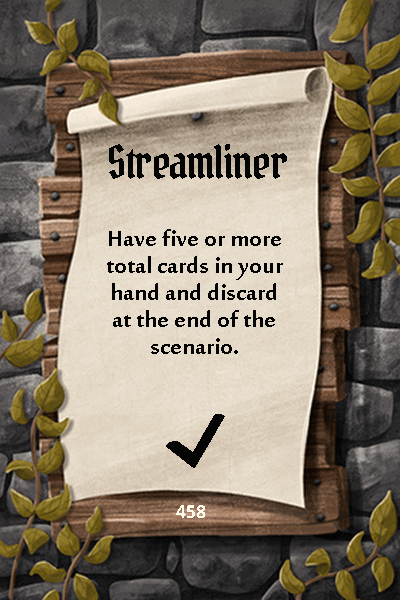 Streamliner
Have five or more
total cards in your
hand and discard
at the end of the
scenario.
458